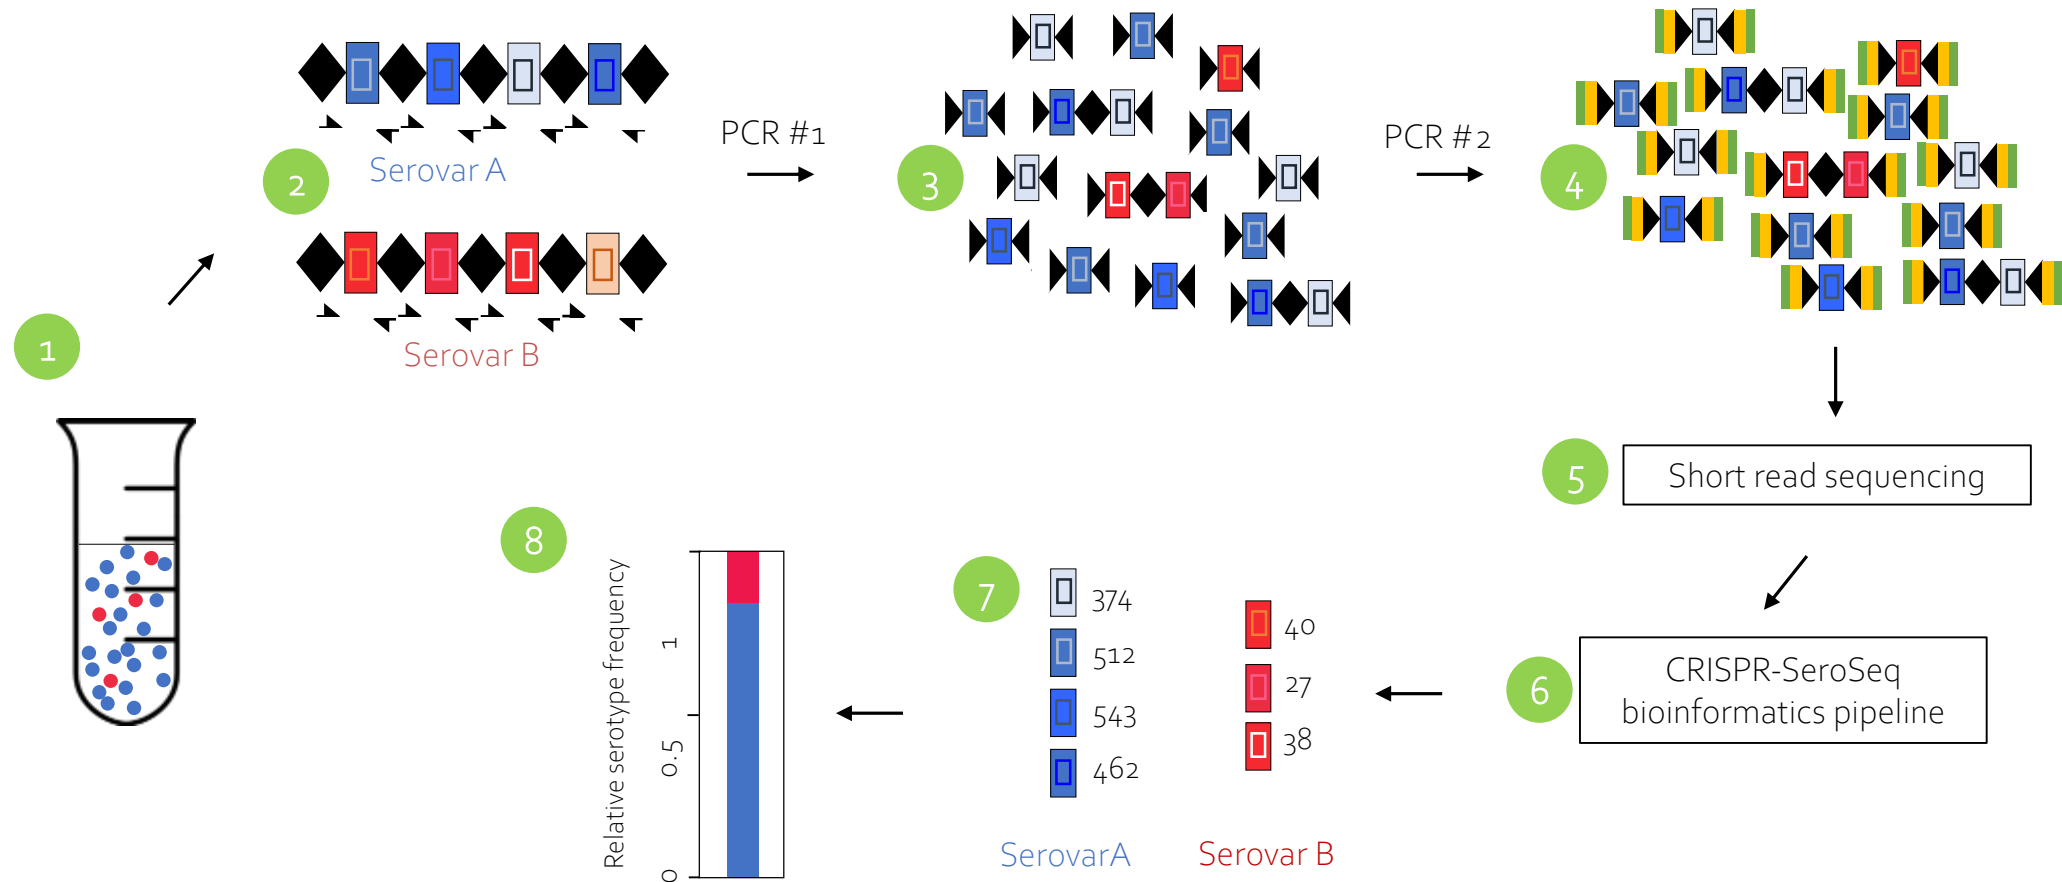 1
2
Serovar A
Serovar B
PCR #1
3
PCR #2
4
5
Short read sequencing
6
CRISPR-SeroSeq
bioinformatics pipeline
7
374
512
543
462
Serovar A
40
27
38
Serovar B
8
Relative serotype frequency
1
0.5
0